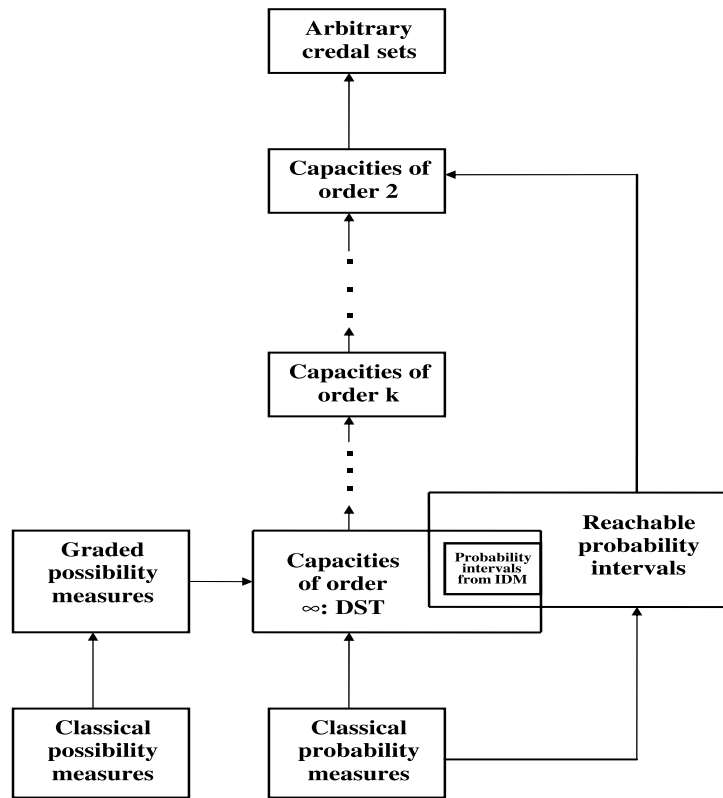 Arbitrary
credal sets
Capacities of
order 2
Capacities of
order k
Graded
possibility
measures
Capacities
of order
∞: DST
Probability
intervals
from IDM
Reachable
probability
intervals
Classical
possibility
measures
Classical
probability
measures